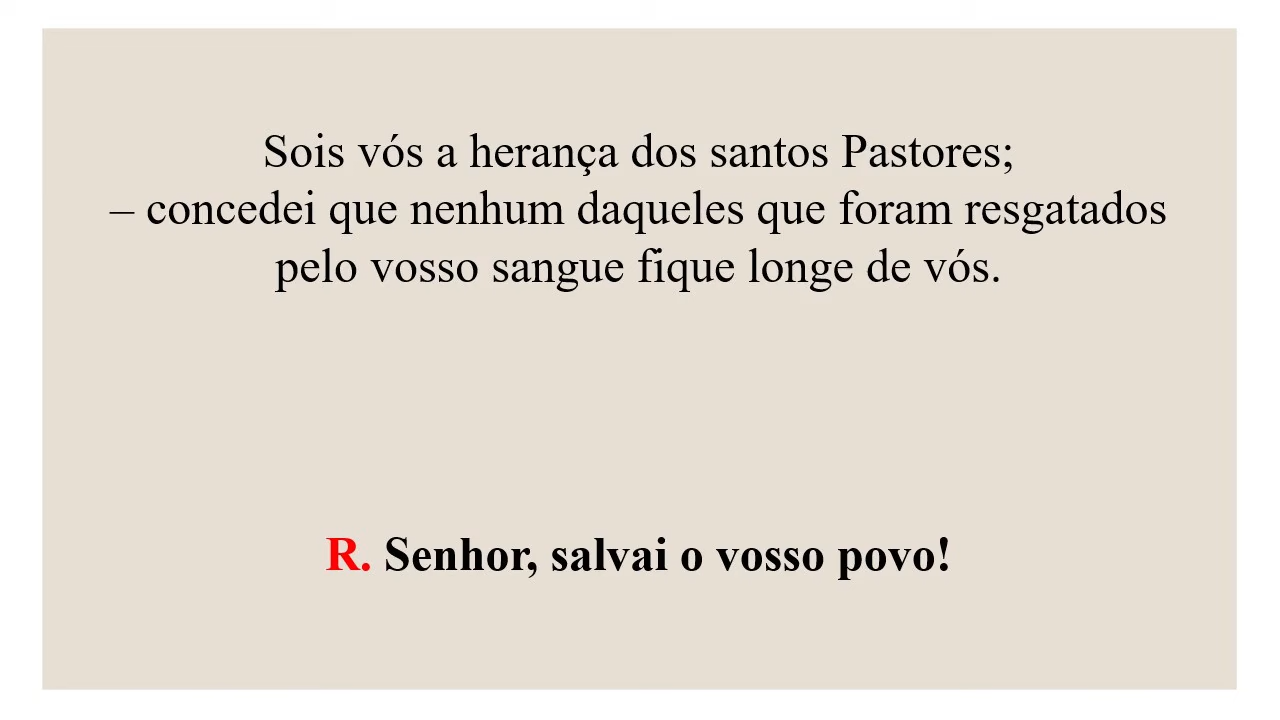 Sois vós a herança dos santos Pastores;
– concedei que nenhum daqueles que foram resgatados
pelo vosso sangue fique longe de vós.
R. Senhor, salvai o vosso povo!